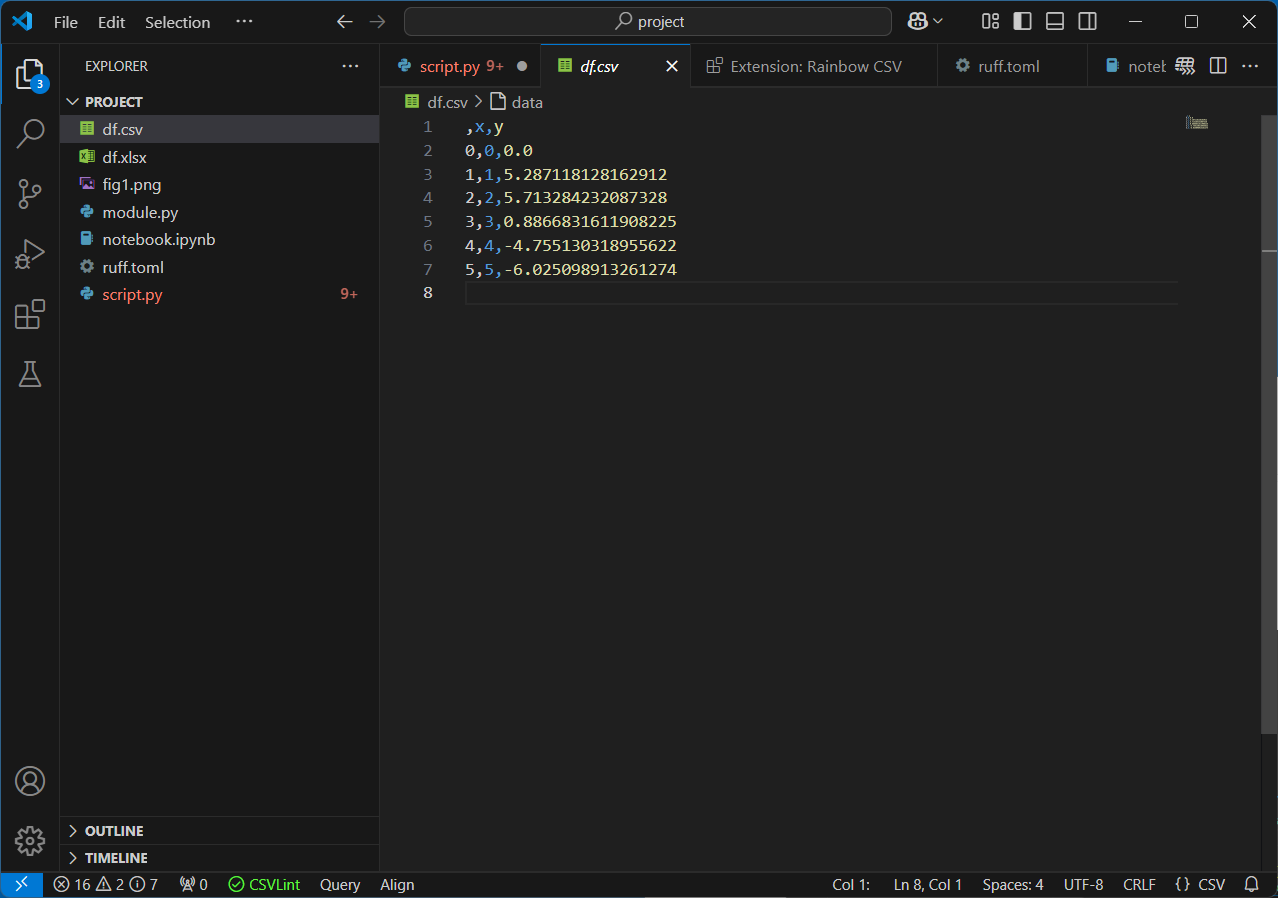 File Edit Selection ··· project
EXPLORER ···
script.py 9+ df.csv Extension: Rainbow CSV ruff.toml noteb ···
3
PROJECT
df.csv
df.xlsx
fig1.png
module.py
notebook.ipynb
ruff.toml
script.py 9+
df.csv > data
1 ,x,y
2 0,0,0.0
3 1,1,5.287118128162912
4 2,2,5.713284232087328
5 3,3,0.8866831611908225
6 4,4,-4.755130318955622
7 5,5,-6.025098913261274
8
OUTLINE
TIMELINE
16 2 7 0 CSVLint Query Align Col 1: Ln 8, Col 1 Spaces: 4 UTF-8 CRLF {} CSV